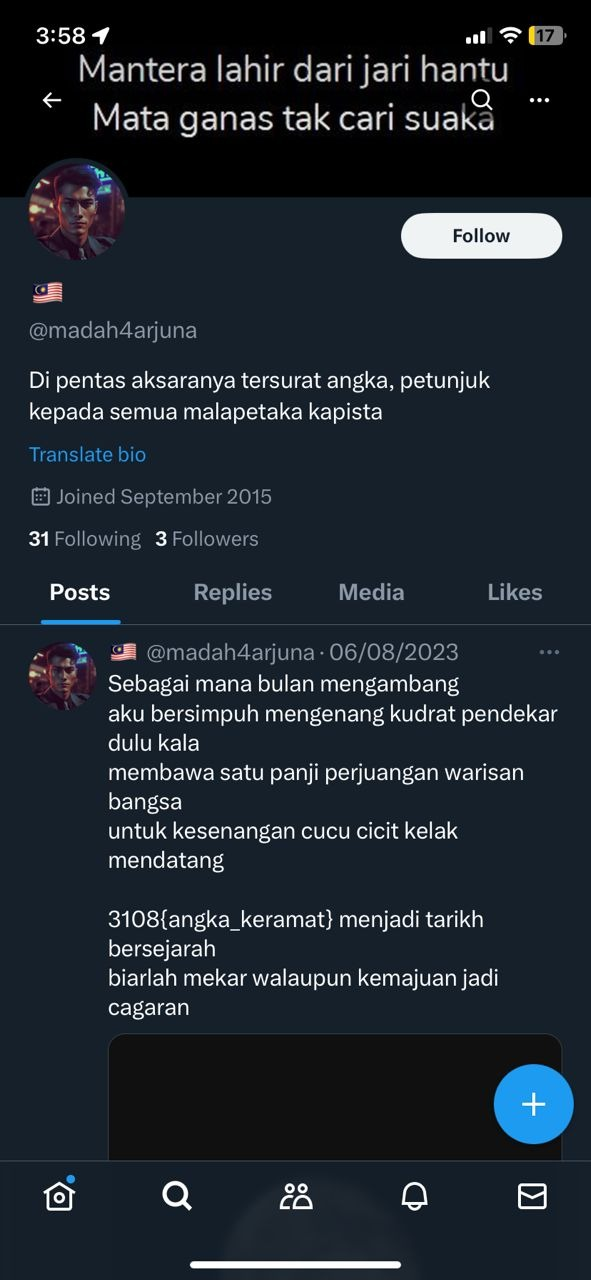 3:58
17
Mantera lahir dari jari hantu
Mata ganas tak cari suaka
Follow
@madah4arjuna
Di pentas aksaranya tersurat angka, petunjuk
kepada semua malapetaka kapista
Translate bio
Joined September 2015
31 Following 3 Followers
Posts Replies Media Likes
@madah4arjuna · 06/08/2023
Sebagai mana bulan mengambang
aku bersimpuh mengenang kudrat pendekar
dulu kala
membawa satu panji perjuangan warisan
bangsa
untuk kesenangan cucu cicit kelak
mendatang
3108{angka_keramat} menjadi tarikh
bersejarah
biarlah mekar walaupun kemajuan jadi
cagaran